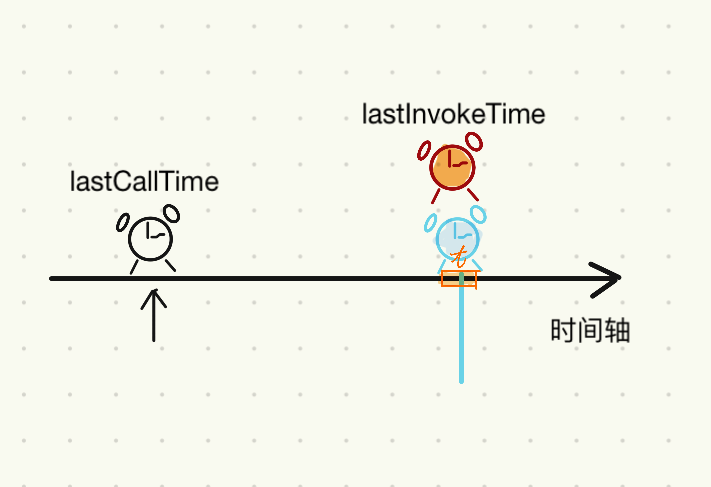 lastInvokeTime
lastCallTime
t
时间轴